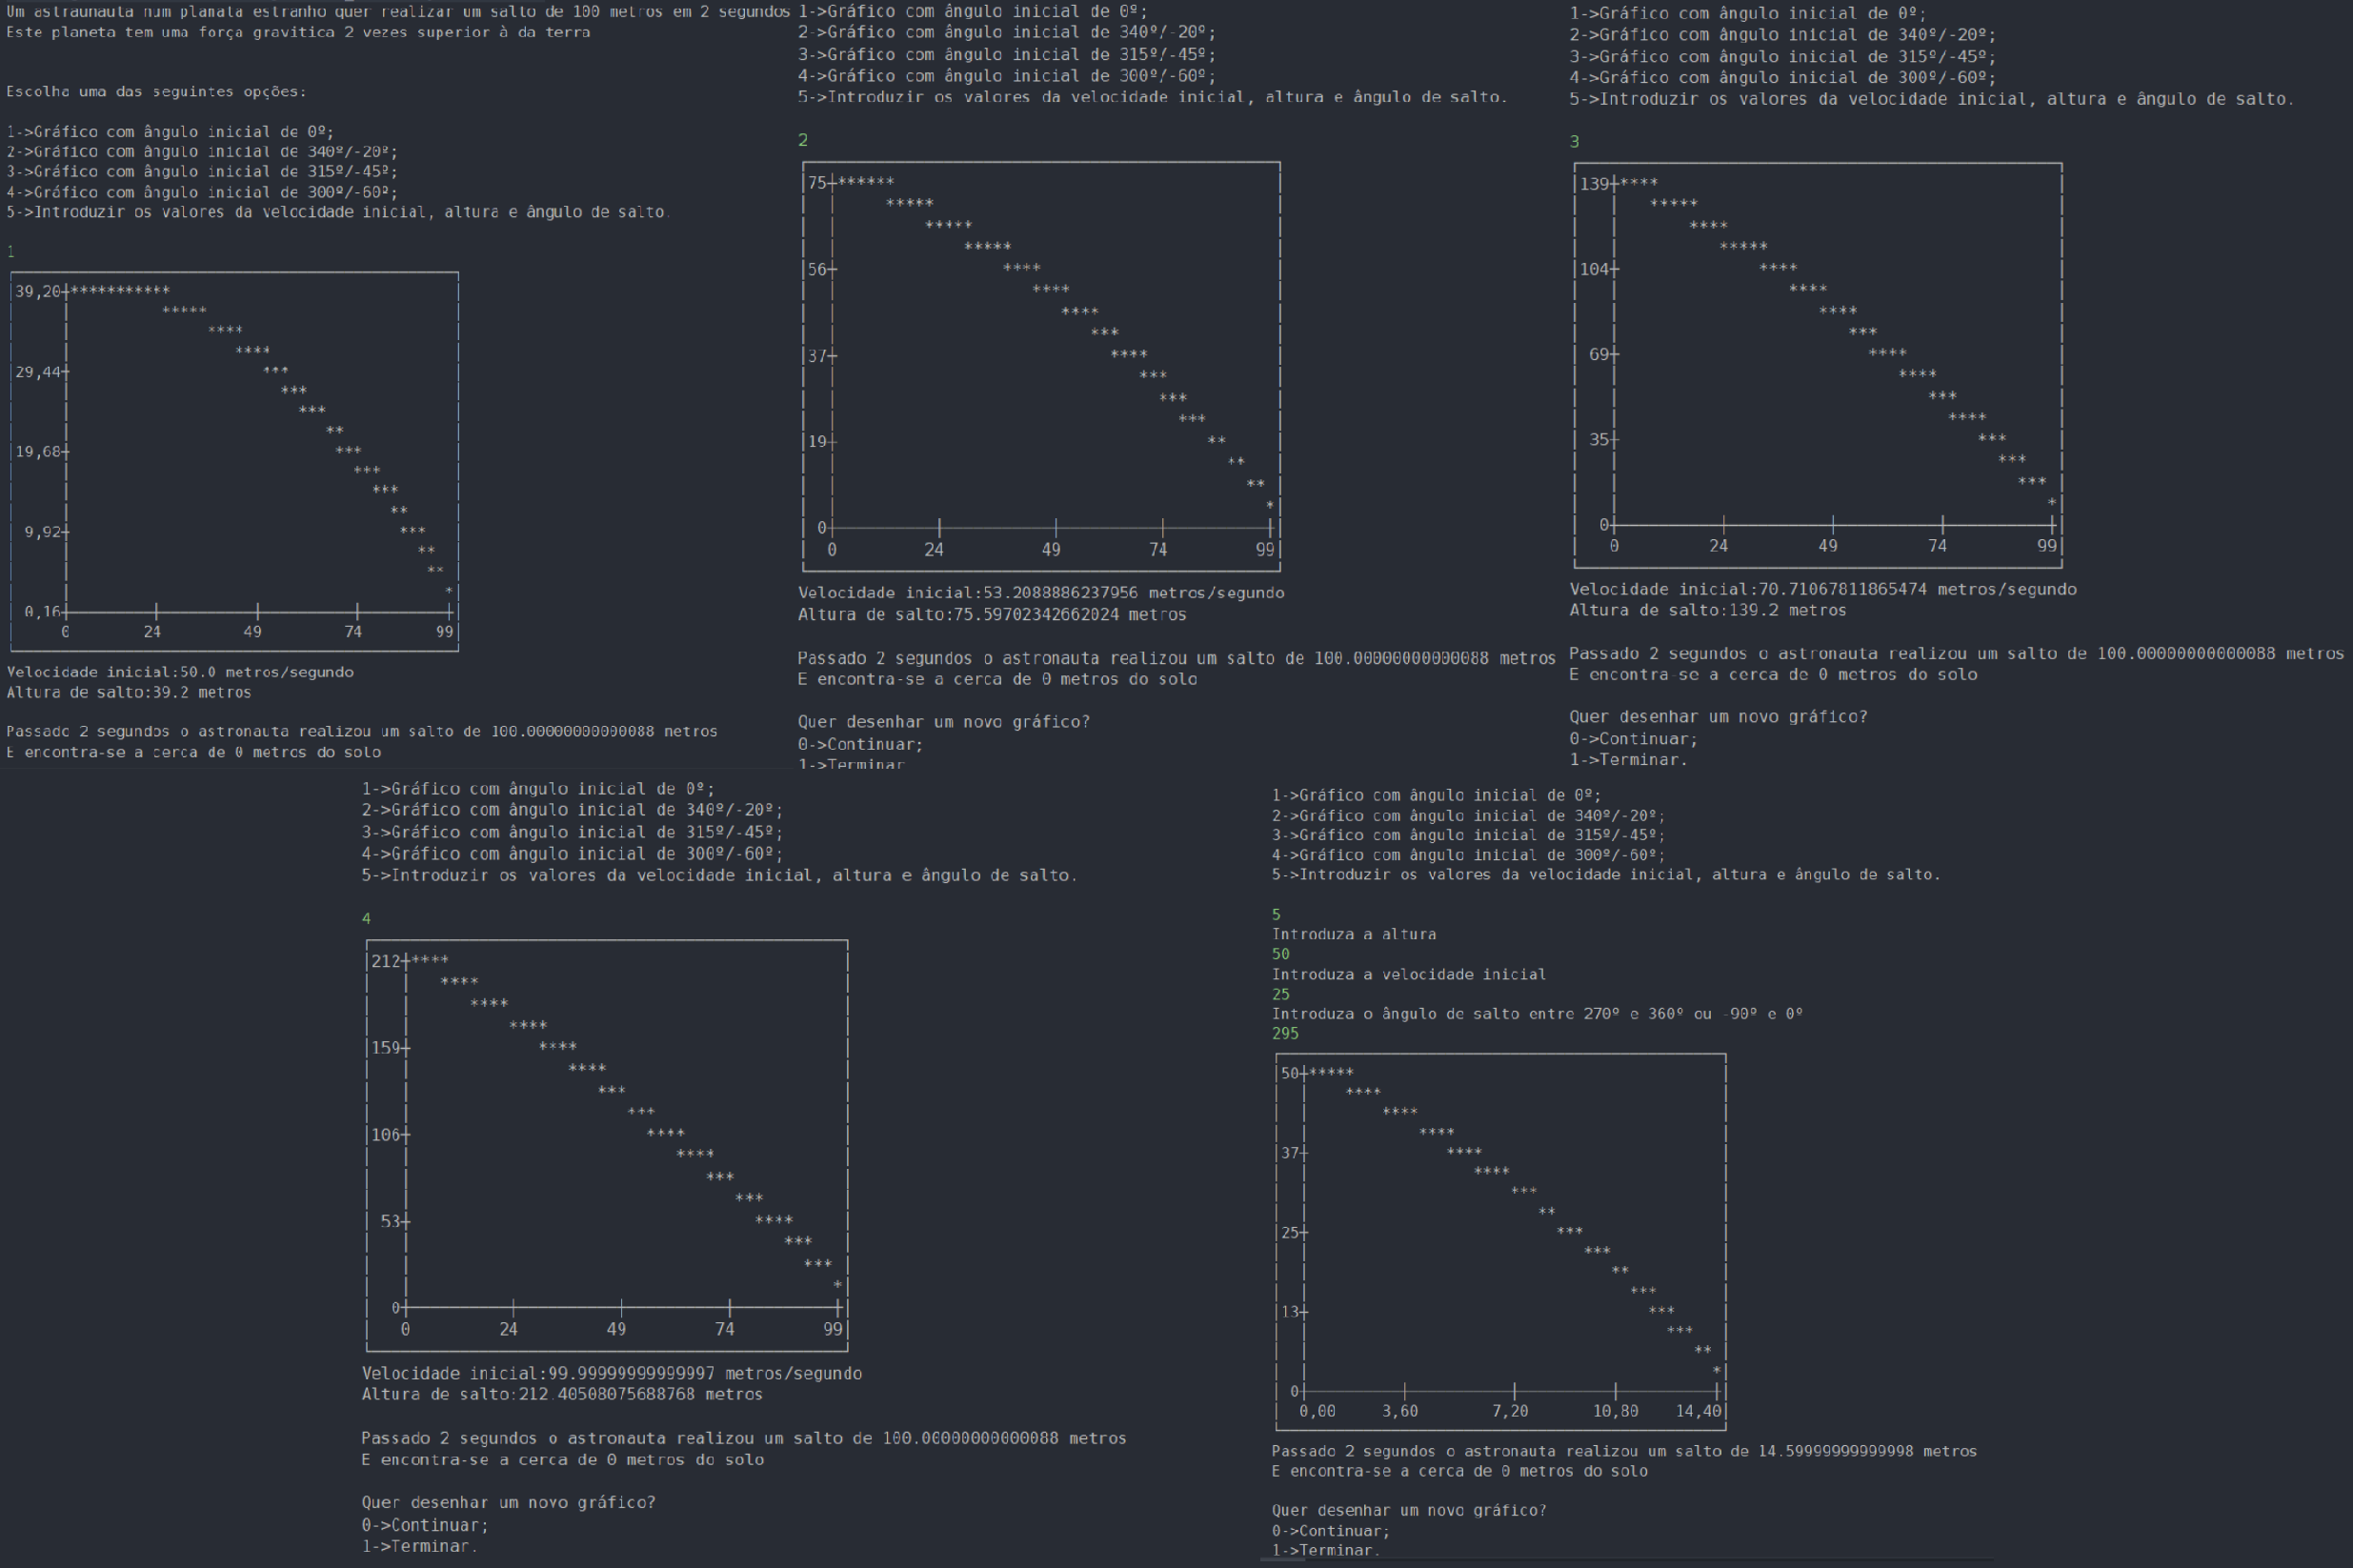 Um astraunauta num planata estranho quer realizar um salto de 100 metros em 2 segundos
Este planeta tem uma força gravitica 2 vezes superior à da terra
Escolha uma das seguintes opções:
1->Gráfico com ângulo inicial de 0º;
2->Gráfico com ângulo inicial de 340º/-20º;
3->Gráfico com ângulo inicial de 315º/-45º;
4->Gráfico com ângulo inicial de 300º/-60º;
5->Introduzir os valores da velocidade inicial, altura e ângulo de salto.
1
39,20
***********
*****
****
****
29,44
***
***
***
**
19,68
***
***
***
**
9,92
***
**
**
*
0,16
0 24 49 74 99
Velocidade inicial:50.0 metros/segundo
Altura de salto:39.2 metros
Passado 2 segundos o astronauta realizou um salto de 100.00000000000088 metros
E encontra-se a cerca de 0 metros do solo
1->Gráfico com ângulo inicial de 0º;
2->Gráfico com ângulo inicial de 340º/-20º;
3->Gráfico com ângulo inicial de 315º/-45º;
4->Gráfico com ângulo inicial de 300º/-60º;
5->Introduzir os valores da velocidade inicial, altura e ângulo de salto.
2
75
******
*****
*****
*****
56
****
****
****
***
37
****
***
***
***
19
**
**
**
*
0
0 24 49 74 99
Velocidade inicial:53.2088886237956 metros/segundo
Altura de salto:75.59702342662024 metros
Passado 2 segundos o astronauta realizou um salto de 100.00000000000088 metros
E encontra-se a cerca de 0 metros do solo
Quer desenhar um novo gráfico?
0->Continuar;
1->Terminar
1->Gráfico com ângulo inicial de 0º;
2->Gráfico com ângulo inicial de 340º/-20º;
3->Gráfico com ângulo inicial de 315º/-45º;
4->Gráfico com ângulo inicial de 300º/-60º;
5->Introduzir os valores da velocidade inicial, altura e ângulo de salto.
3
139
****
*****
****
*****
104
****
****
****
***
69
****
****
***
****
35
***
***
***
*
0
0 24 49 74 99
Velocidade inicial:70.71067811865474 metros/segundo
Altura de salto:139.2 metros
Passado 2 segundos o astronauta realizou um salto de 100.00000000000088 metros
E encontra-se a cerca de 0 metros do solo
Quer desenhar um novo gráfico?
0->Continuar;
1->Terminar.
1->Gráfico com ângulo inicial de 0º;
2->Gráfico com ângulo inicial de 340º/-20º;
3->Gráfico com ângulo inicial de 315º/-45º;
4->Gráfico com ângulo inicial de 300º/-60º;
5->Introduzir os valores da velocidade inicial, altura e ângulo de salto.
4
212
****
****
****
****
159
****
****
***
***
106
****
****
***
***
53
****
***
***
*
0
0 24 49 74 99
Velocidade inicial:99.99999999999997 metros/segundo
Altura de salto:212.40508075688768 metros
Passado 2 segundos o astronauta realizou um salto de 100.00000000000088 metros
E encontra-se a cerca de 0 metros do solo
Quer desenhar um novo gráfico?
0->Continuar;
1->Terminar.
1->Gráfico com ângulo inicial de 0º;
2->Gráfico com ângulo inicial de 340º/-20º;
3->Gráfico com ângulo inicial de 315º/-45º;
4->Gráfico com ângulo inicial de 300º/-60º;
5->Introduzir os valores da velocidade inicial, altura e ângulo de salto.
5
Introduza a altura
50
Introduza a velocidade inicial
25
Introduza o ângulo de salto entre 270º e 360º ou -90º e 0º
295
50
*****
****
****
****
37
****
****
***
**
25
***
***
**
***
13
***
***
**
*
0
0,00 3,60 7,20 10,80 14,40
Passado 2 segundos o astronauta realizou um salto de 14.59999999999998 metros
E encontra-se a cerca de 0 metros do solo
Quer desenhar um novo gráfico?
0->Continuar;
1->Terminar.